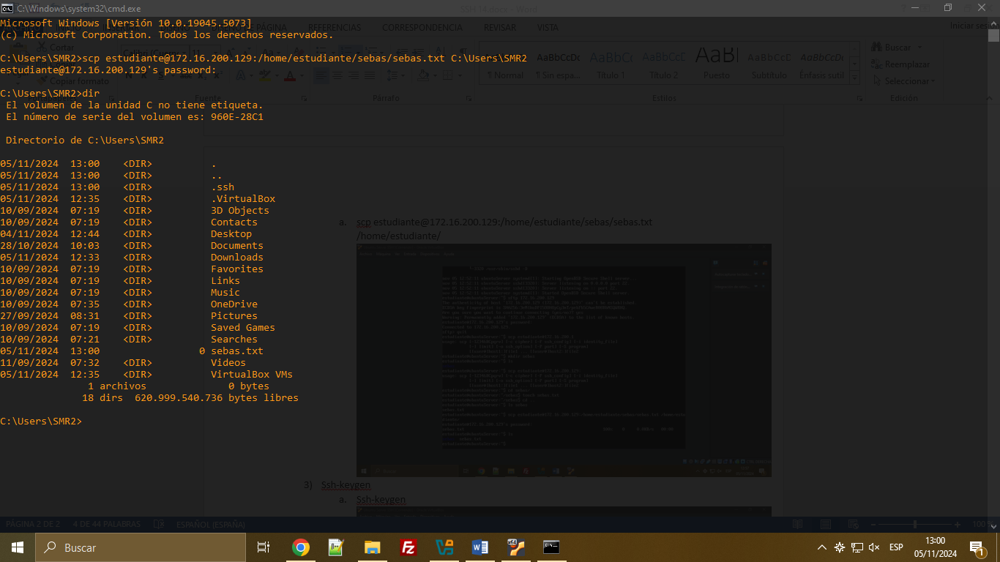 C:\Windows\system32\cmd.exe
Microsoft Windows [Versión 10.0.19045.5073]
(c) Microsoft Corporation. Todos los derechos reservados.
C:\Users\SMR2>scp estudiante@172.16.200.129:/home/estudiante/sebas/sebas.txt C:\Users\SMR2
estudiante@172.16.200.129's password:
C:\Users\SMR2>dir
 El volumen de la unidad C no tiene etiqueta.
 El número de serie del volumen es: 960E-28C1
 Directorio de C:\Users\SMR2
05/11/2024  13:00    <DIR>          .
05/11/2024  13:00    <DIR>          ..
05/11/2024  13:00    <DIR>          .ssh
05/11/2024  12:35    <DIR>          .VirtualBox
10/09/2024  07:19    <DIR>          3D Objects
10/09/2024  07:19    <DIR>          Contacts
04/11/2024  12:44    <DIR>          Desktop
28/10/2024  10:03    <DIR>          Documents
05/11/2024  12:33    <DIR>          Downloads
10/09/2024  07:19    <DIR>          Favorites
10/09/2024  07:19    <DIR>          Links
10/09/2024  07:19    <DIR>          Music
10/09/2024  07:35    <DIR>          OneDrive
27/09/2024  08:31    <DIR>          Pictures
10/09/2024  07:19    <DIR>          Saved Games
10/09/2024  07:21    <DIR>          Searches
05/11/2024  13:00                 0 sebas.txt
11/09/2024  07:32    <DIR>          Videos
05/11/2024  12:35    <DIR>          VirtualBox VMs
               1 archivos              0 bytes
              18 dirs  620.999.540.736 bytes libres
C:\Users\SMR2>
REFERENCIAS CORRESPONDENCIA REVISAR VISTA
Iniciar sesión
Cortar
Copiar formato
Fuente
Párrafo
AaBbCcDc AaBbCcDc AaBbCc AaBbCcC AaB AaBbCcD AaBbCcDc
¶ Normal ¶ Sin espa... Título 1 Título 2 Puesto Subtítulo Énfasis sutil
Estilos
Buscar
Reemplazar
Seleccionar
Edición
a. scp estudiante@172.16.200.129:/home/estudiante/sebas/sebas.txt
/home/estudiante/
3) Ssh-keygen
a. Ssh-keygen
PÁGINA 2 DE 2 4 DE 44 PALABRAS ESPAÑOL (ESPAÑA)
100 %
Buscar
ESP
13:00
05/11/2024
1